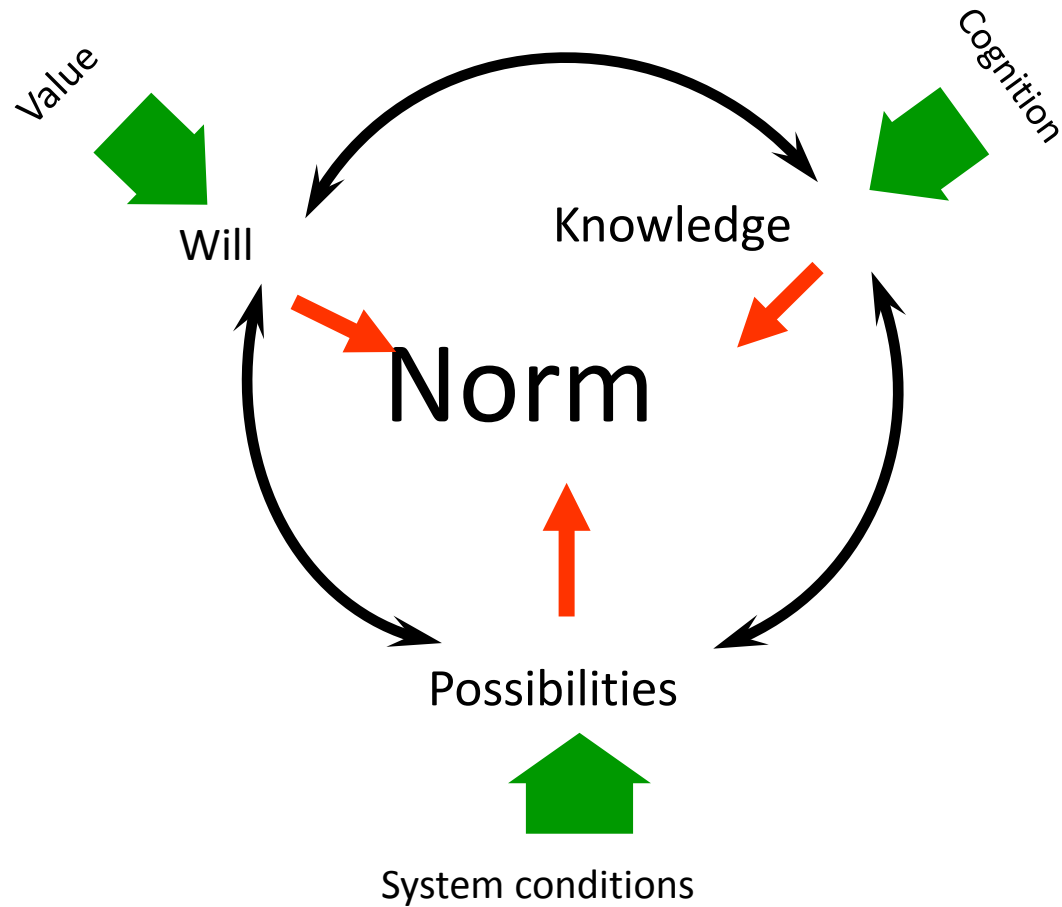 Value
Cognition
Will
Knowledge
Norm
Possibilities
System conditions